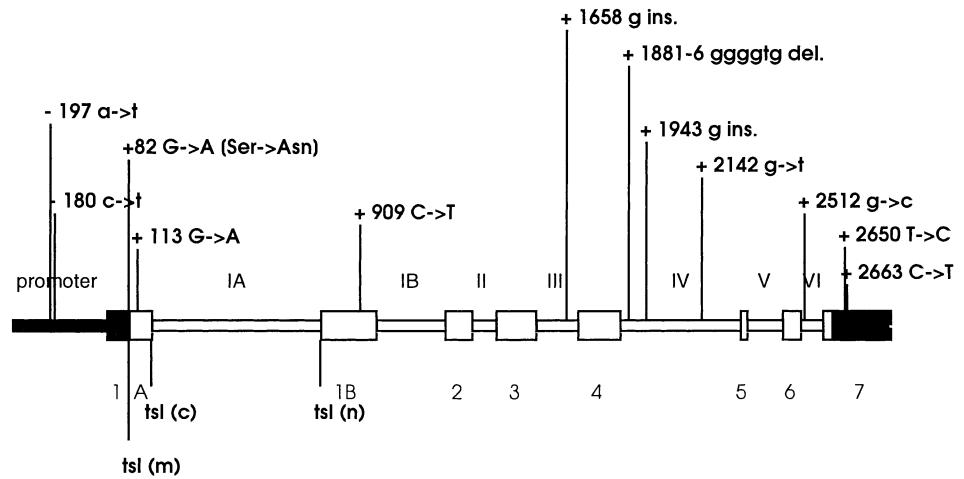 + 1658 g ins.
+ 1881-6 ggggtg del.
- 197 a->t
+ 1943 g ins.
+82 G->A (Ser->Asn)
+ 2142 g->t
- 180 c->t
+ 2512 g->c
+ 909 C->T
+ 113 G->A
+ 2650 T->C
+ 2663 C->T
promoter IA IB II III IV V VI
1 A 1B 2 3 4 5 6 7
tsl (c) tsl (n)
tsl (m)